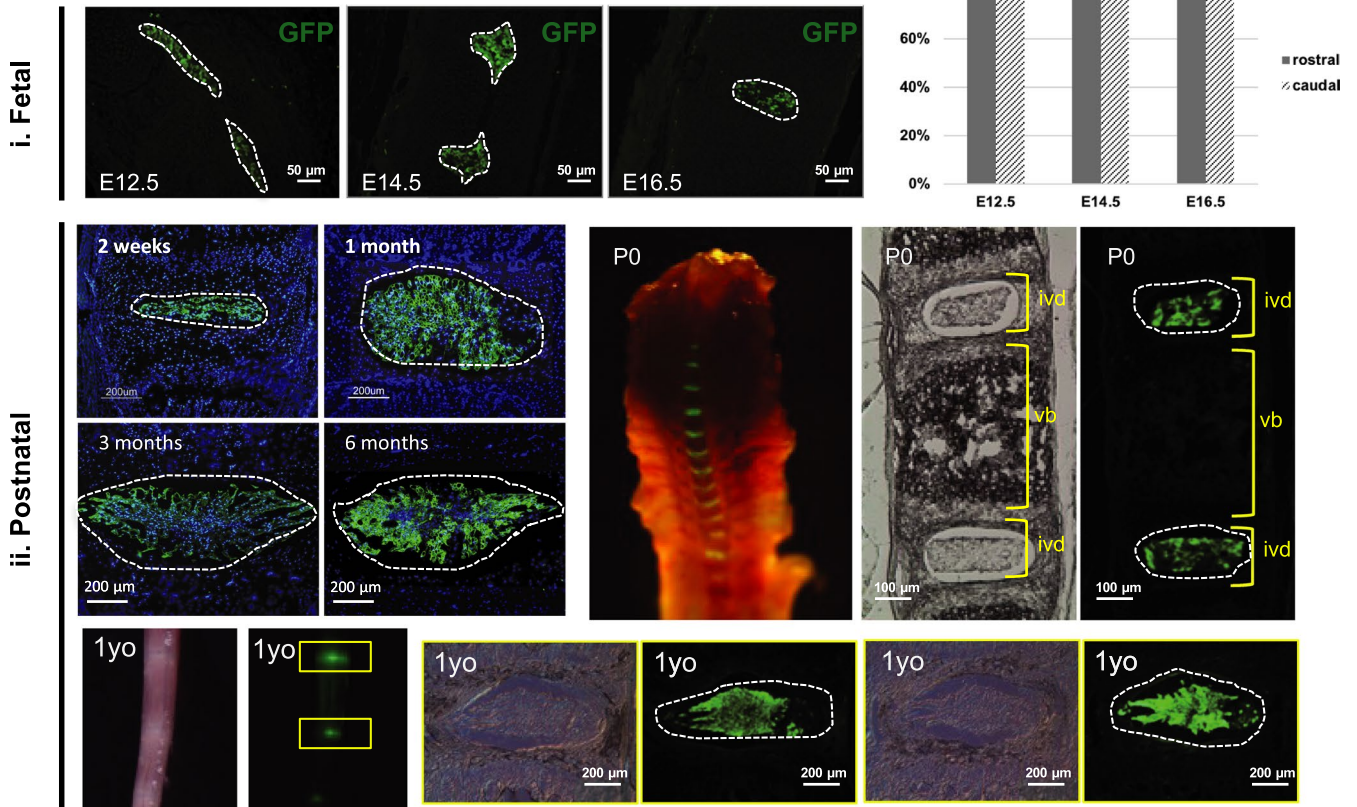 i. Fetal
GFP
E12.5
50 µm
GFP
E14.5
50 µm
GFP
E16.5
50 µm
60%
40%
20%
0%
E12.5
E14.5
E16.5
rostral
caudal
ii. Postnatal
2 weeks
200um
1 month
200um
3 months
200 µm
6 months
200 µm
P0
P0
ivd
vb
ivd
100 µm
P0
ivd
vb
ivd
100 µm
1yo
1yo
1yo
200 µm
1yo
200 µm
1yo
200 µm
1yo
200 µm